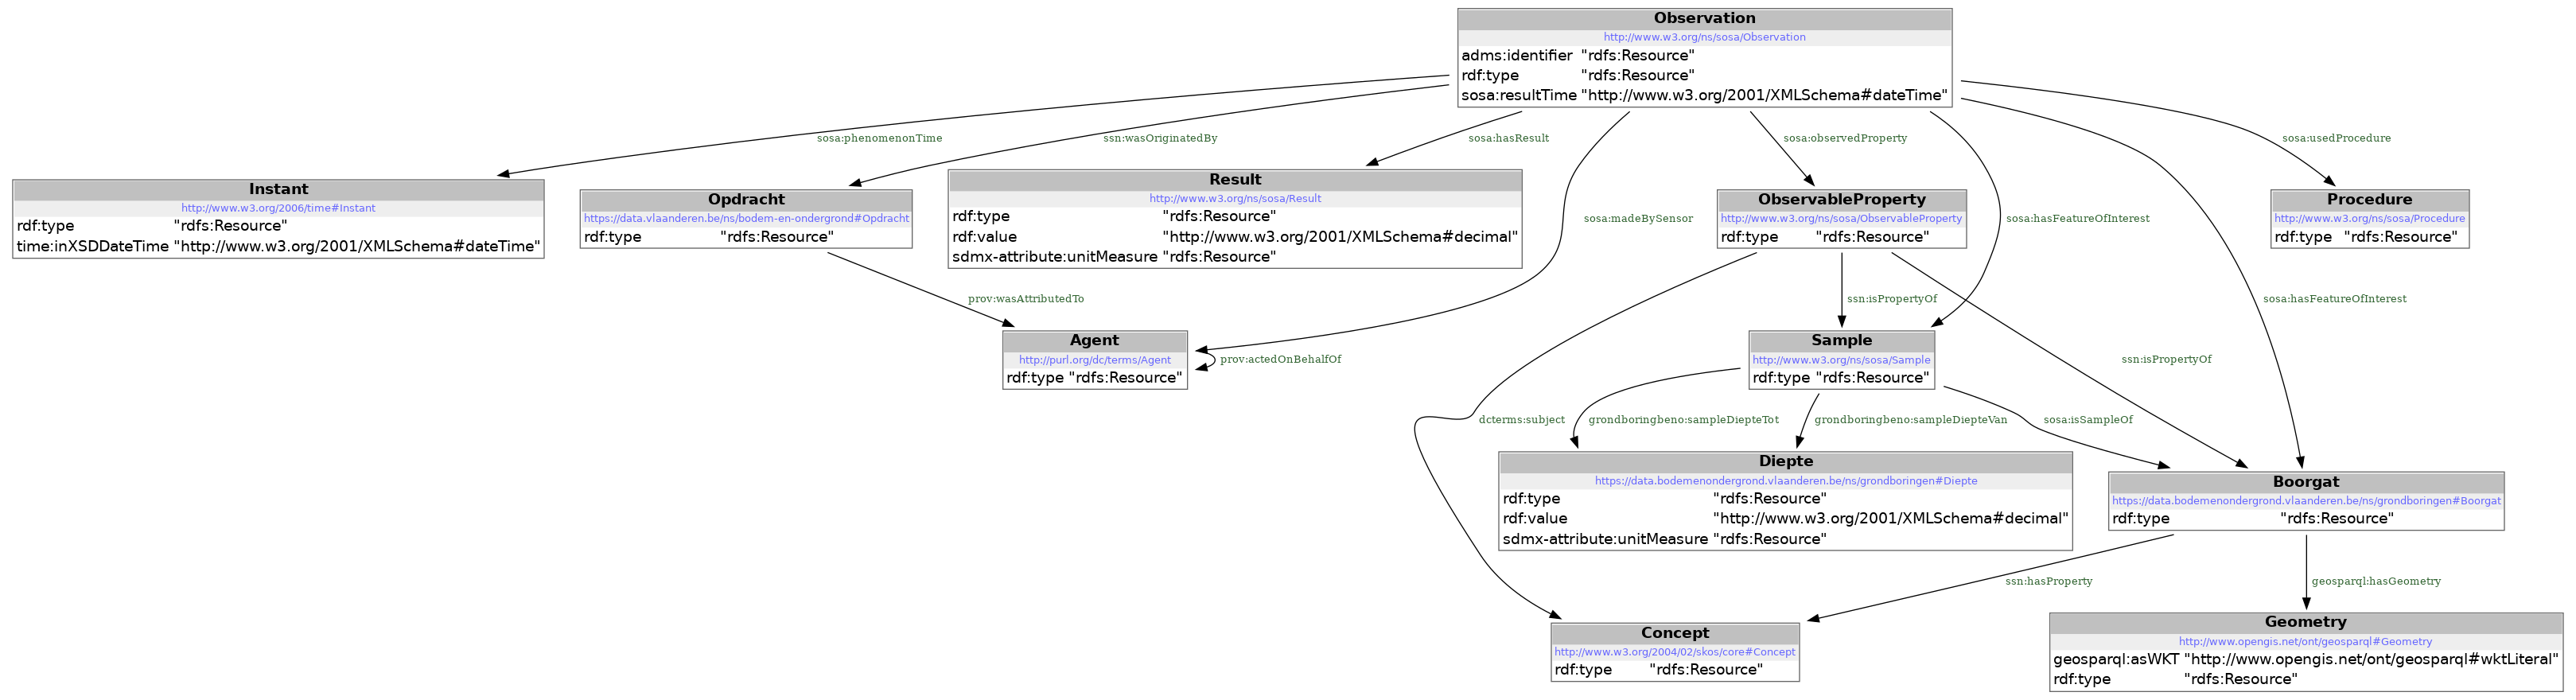 Observation
http://www.w3.org/ns/sosa/Observation
adms:identifier "rdfs:Resource"
rdf:type "rdfs:Resource"
sosa:resultTime "http://www.w3.org/2001/XMLSchema#dateTime"
sosa:phenomenonTime
ssn:wasOriginatedBy
sosa:hasResult
sosa:observedProperty
sosa:usedProcedure
Instant
http://www.w3.org/2006/time#Instant
rdf:type "rdfs:Resource"
time:inXSDDateTime "http://www.w3.org/2001/XMLSchema#dateTime"
Opdracht
https://data.vlaanderen.be/ns/bodem-en-ondergrond#Opdracht
rdf:type "rdfs:Resource"
Result
http://www.w3.org/ns/sosa/Result
rdf:type "rdfs:Resource"
rdf:value "http://www.w3.org/2001/XMLSchema#decimal"
sdmx-attribute:unitMeasure "rdfs:Resource"
sosa:madeBySensor
ObservableProperty
http://www.w3.org/ns/sosa/ObservableProperty
rdf:type "rdfs:Resource"
sosa:hasFeatureOfInterest
Procedure
http://www.w3.org/ns/sosa/Procedure
rdf:type "rdfs:Resource"
prov:wasAttributedTo
ssn:isPropertyOf
sosa:hasFeatureOfInterest
Agent
http://purl.org/dc/terms/Agent
rdf:type "rdfs:Resource"
prov:actedOnBehalfOf
Sample
http://www.w3.org/ns/sosa/Sample
rdf:type "rdfs:Resource"
ssn:isPropertyOf
dcterms:subject
grondboringbeno:sampleDiepteTot
grondboringbeno:sampleDiepteVan
sosa:isSampleOf
Diepte
https://data.bodemenondergrond.vlaanderen.be/ns/grondboringen#Diepte
rdf:type "rdfs:Resource"
rdf:value "http://www.w3.org/2001/XMLSchema#decimal"
sdmx-attribute:unitMeasure "rdfs:Resource"
Boorgat
https://data.bodemenondergrond.vlaanderen.be/ns/grondboringen#Boorgat
rdf:type "rdfs:Resource"
ssn:hasProperty
geosparql:hasGeometry
Concept
http://www.w3.org/2004/02/skos/core#Concept
rdf:type "rdfs:Resource"
Geometry
http://www.opengis.net/ont/geosparql#Geometry
geosparql:asWKT "http://www.opengis.net/ont/geosparql#wktLiteral"
rdf:type "rdfs:Resource"